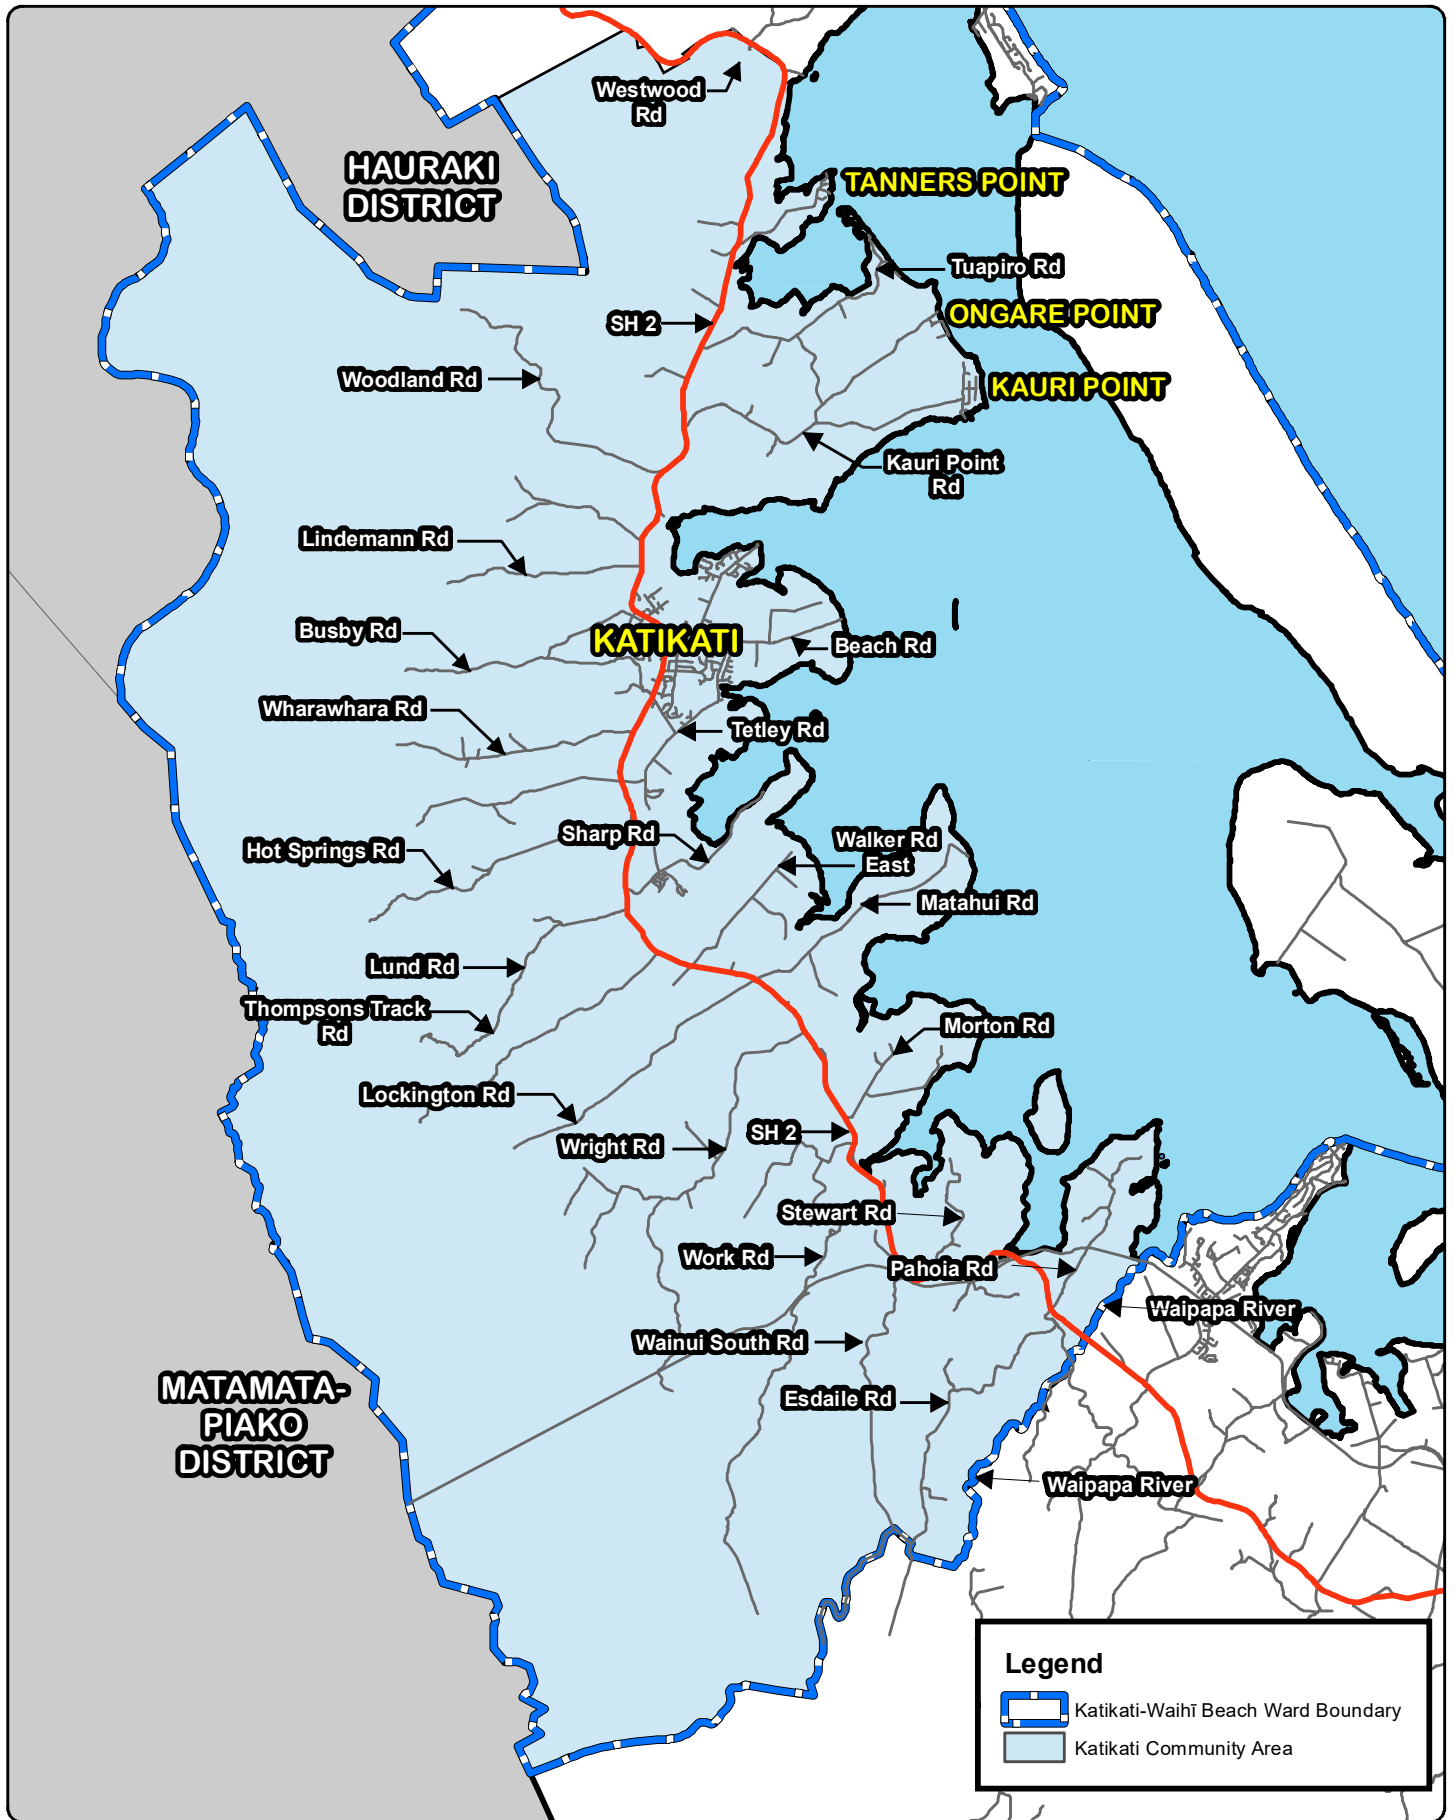 Westwood
Rd
HAURAKI
DISTRICT
TANNERS POINT
Tuapiro Rd
ONGARE POINT
SH 2
Woodland Rd
KAURI POINT
Kauri Point
Rd
Lindemann Rd
Busby Rd
KATIKATI
Beach Rd
Wharawhara Rd
Tetley Rd
Sharp Rd
Walker Rd
East
Hot Springs Rd
Matahui Rd
Lund Rd
Thompsons Track
Rd
Morton Rd
Lockington Rd
SH 2
Wright Rd
Stewart Rd
Work Rd
Pahoia Rd
Waipapa River
Wainui South Rd
MATAMATA-
PIAKO
DISTRICT
Esdaile Rd
Waipapa River
Legend
Katikati-Waihī Beach Ward Boundary
Katikati Community Area